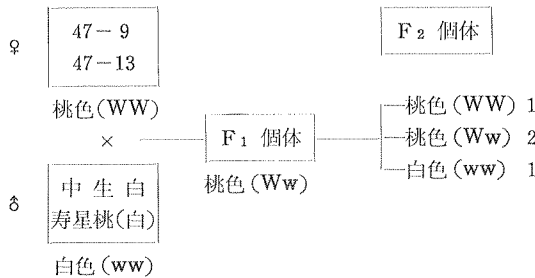 ♀
47－9
47－13
桃色(WW)
×
♂
中生白
寿星桃(白)
白色(ww)
F₁ 個体
桃色(Ww)
F₂ 個体
桃色(WW) 1
桃色(Ww) 2
白色(ww) 1